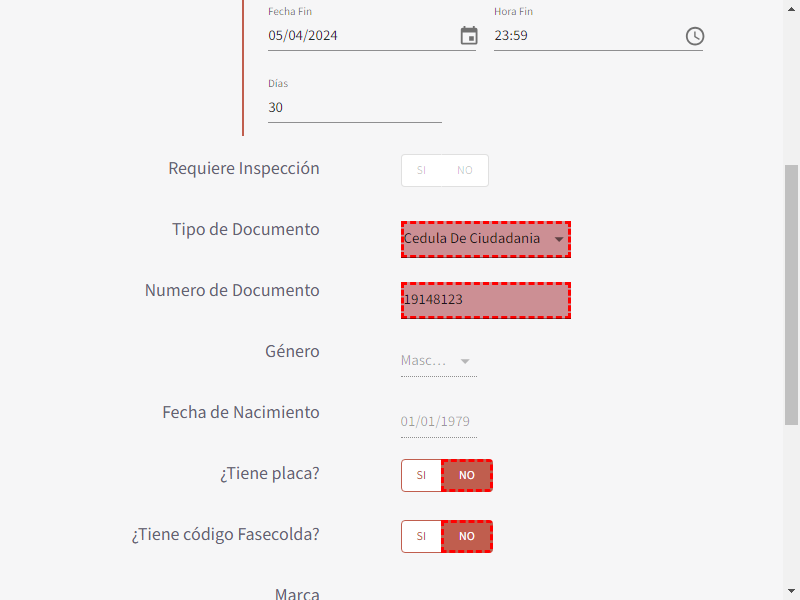 Fecha Fin Hora Fin
05/04/2024 23:59
Días
30
Requiere Inspección SI NO
Tipo de Documento Cedula De Ciudadania
Numero de Documento 19148123
Género Masc...
Fecha de Nacimiento 01/01/1979
¿Tiene placa? SI NO
¿Tiene código Fasecolda? SI NO
Marca